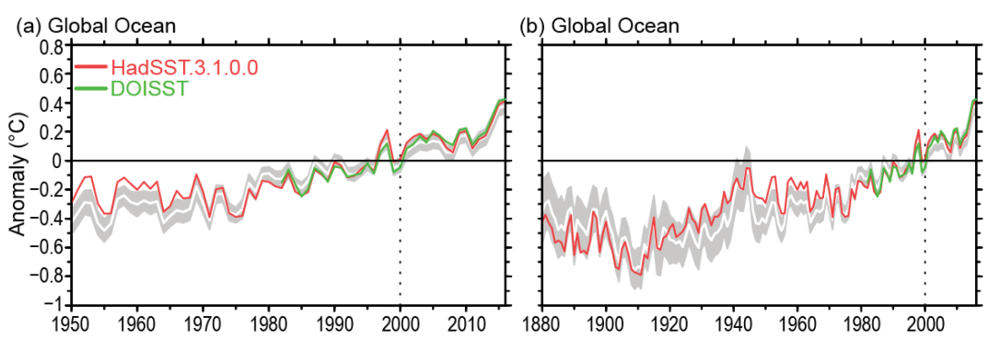 (a) Global Ocean
0.8
0.6
0.4
0.2
0
−0.2
−0.4
−0.6
−0.8
−1
Anomaly (°C)
HadSST.3.1.0.0
DOISST
1950 1960 1970 1980 1990 2000 2010
(b) Global Ocean
1880 1900 1920 1940 1960 1980 2000